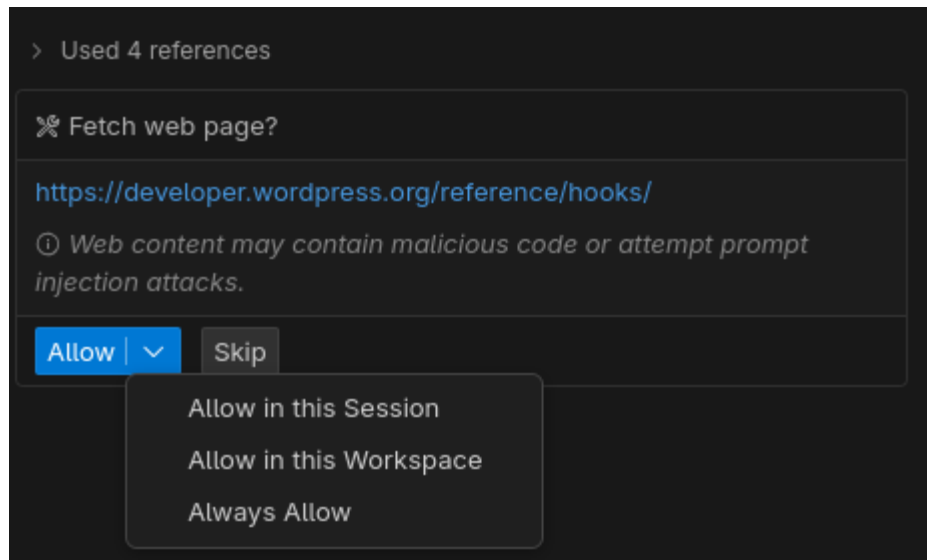 Used 4 references
Fetch web page?
https://developer.wordpress.org/reference/hooks/
Web content may contain malicious code or attempt prompt
injection attacks.
Allow
Skip
Allow in this Session
Allow in this Workspace
Always Allow